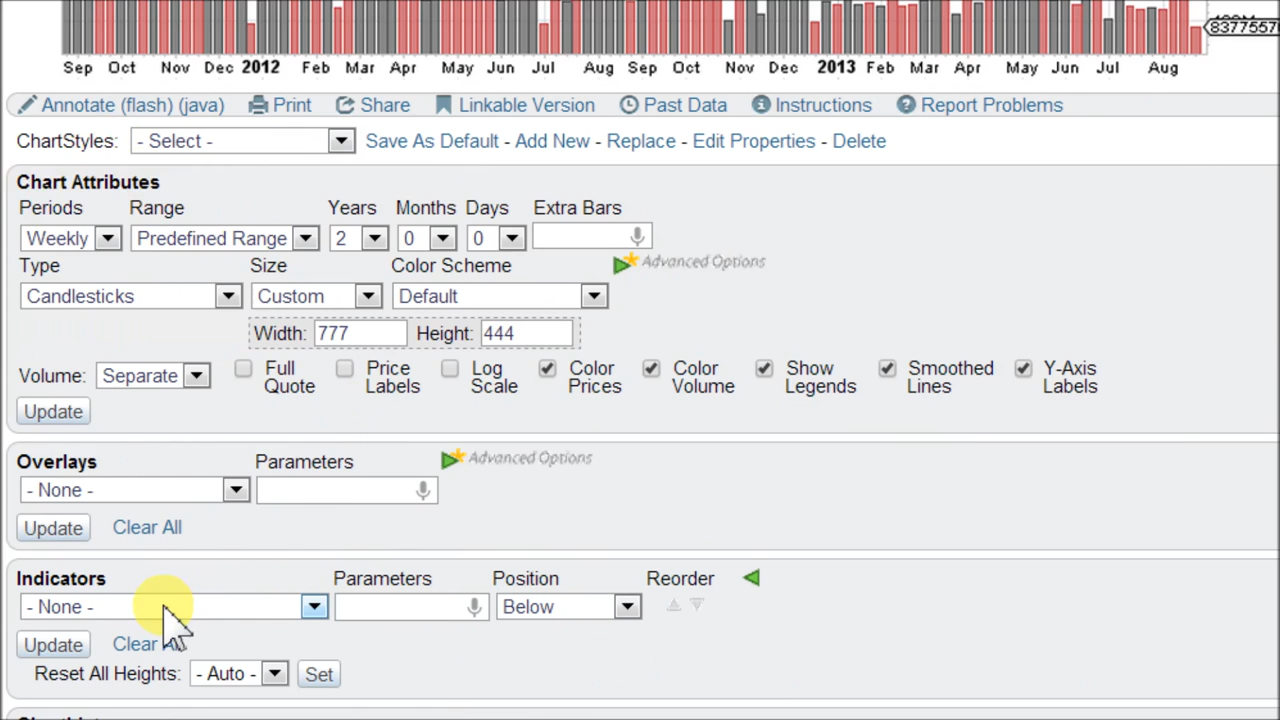 8377557
Sep Oct Nov Dec 2012 Feb Mar Apr May Jun Jul Aug Sep Oct Nov Dec 2013 Feb Mar Apr May Jun Jul Aug
Annotate (flash) (java) Print Share Linkable Version Past Data Instructions Report Problems
ChartStyles: - Select - Save As Default - Add New - Replace - Edit Properties - Delete
Chart Attributes
Periods Range Years Months Days Extra Bars
Weekly Predefined Range 2 0 0
Type Size Color Scheme Advanced Options
Candlesticks Custom Default
Width: 777 Height: 444
Volume: Separate Full Quote Price Labels Log Scale Color Prices Color Volume Show Legends Smoothed Lines Y-Axis Labels
Update
Overlays Parameters Advanced Options
- None -
Update Clear All
Indicators Parameters Position Reorder
- None - Below
Update Clear
Reset All Heights: - Auto - Set